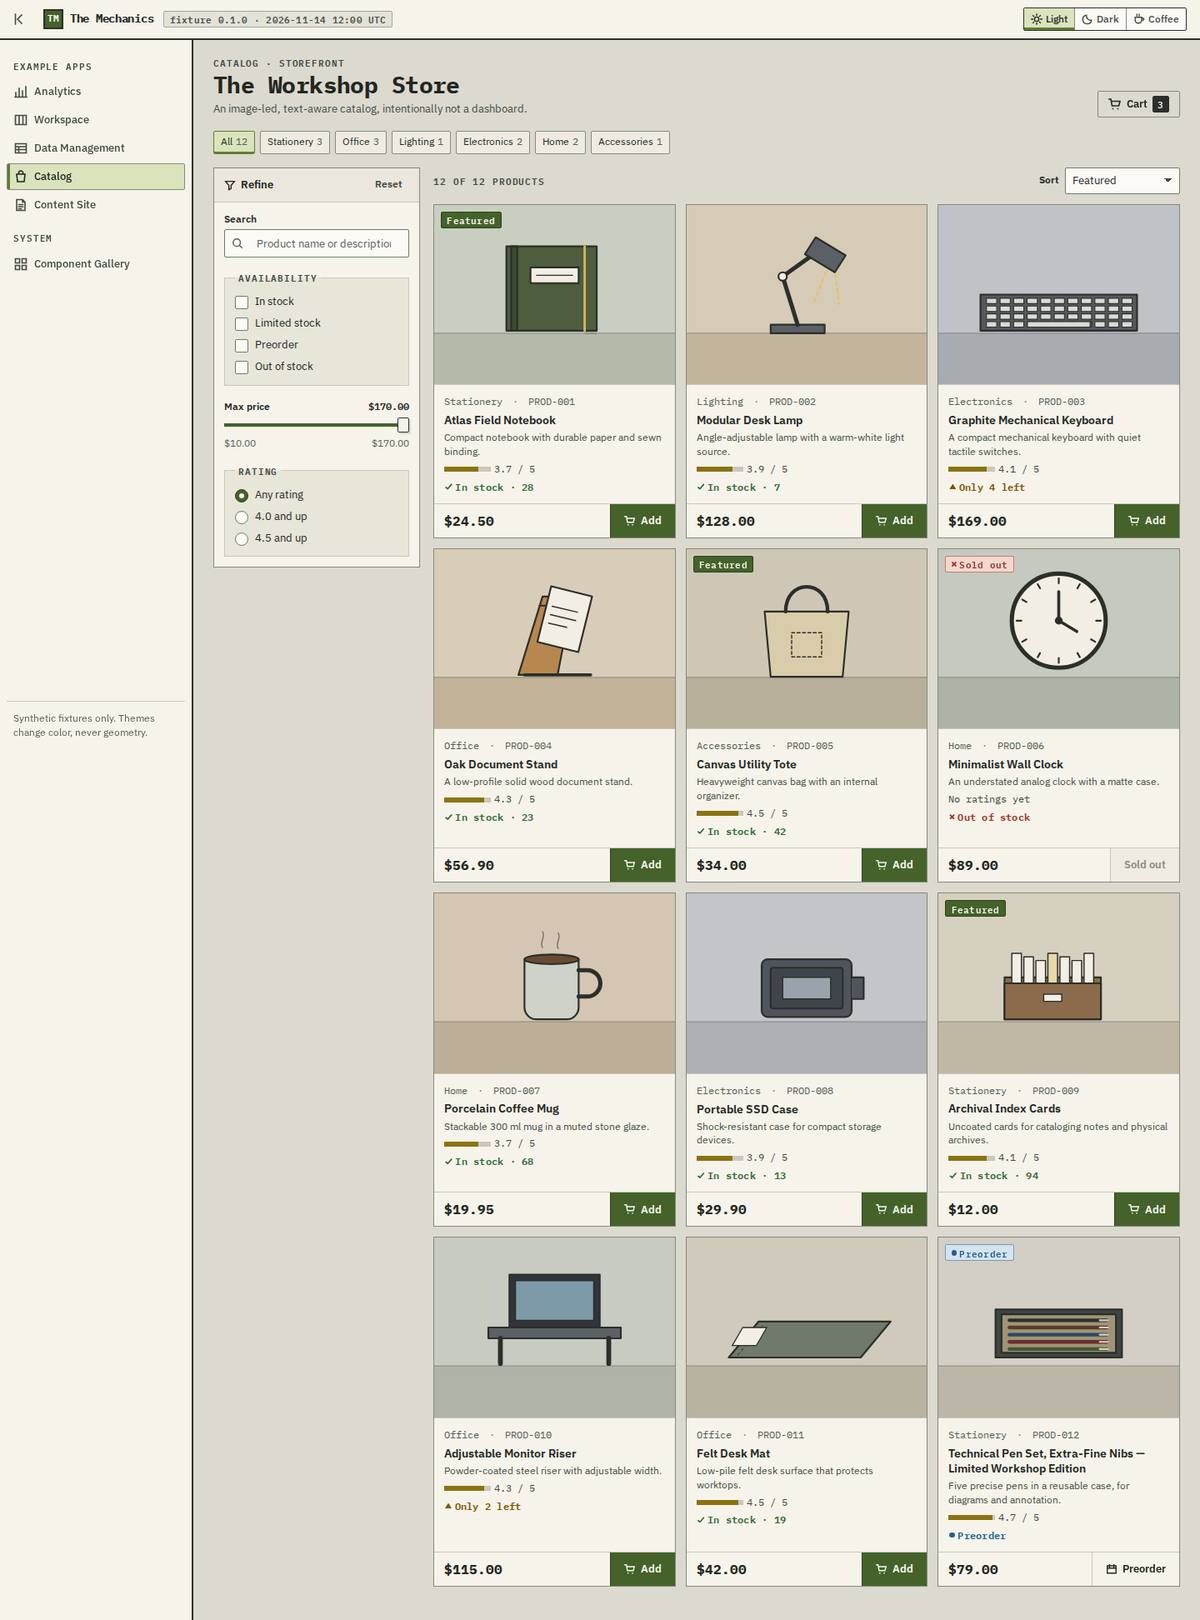 TM The Mechanics fixture 0.1.0 · 2026-11-14 12:00 UTC Light Dark Coffee
EXAMPLE APPS
Analytics
Workspace
Data Management
Catalog
Content Site
SYSTEM
Component Gallery
Synthetic fixtures only. Themes
change color, never geometry.
CATALOG · STOREFRONT
The Workshop Store
An image-led, text-aware catalog, intentionally not a dashboard.
Cart 3
All 12 Stationery 3 Office 3 Lighting 1 Electronics 2 Home 2 Accessories 1
Refine Reset
Search
Product name or description
AVAILABILITY
In stock
Limited stock
Preorder
Out of stock
Max price $170.00
$10.00 $170.00
RATING
Any rating
4.0 and up
4.5 and up
12 OF 12 PRODUCTS
Sort Featured
Featured
Stationery · PROD-001
Atlas Field Notebook
Compact notebook with durable paper and sewn
binding.
3.7 / 5
In stock · 28
$24.50 Add
Lighting · PROD-002
Modular Desk Lamp
Angle-adjustable lamp with a warm-white light
source.
3.9 / 5
In stock · 7
$128.00 Add
Electronics · PROD-003
Graphite Mechanical Keyboard
A compact mechanical keyboard with quiet
tactile switches.
4.1 / 5
Only 4 left
$169.00 Add
Office · PROD-004
Oak Document Stand
A low-profile solid wood document stand.
4.3 / 5
In stock · 23
$56.90 Add
Featured
Accessories · PROD-005
Canvas Utility Tote
Heavyweight canvas bag with an internal
organizer.
4.5 / 5
In stock · 42
$34.00 Add
Sold out
Home · PROD-006
Minimalist Wall Clock
An understated analog clock with a matte case.
No ratings yet
Out of stock
$89.00 Sold out
Home · PROD-007
Porcelain Coffee Mug
Stackable 300 ml mug in a muted stone glaze.
3.7 / 5
In stock · 68
$19.95 Add
Electronics · PROD-008
Portable SSD Case
Shock-resistant case for compact storage
devices.
3.9 / 5
In stock · 13
$29.90 Add
Featured
Stationery · PROD-009
Archival Index Cards
Uncoated cards for cataloging notes and physical
archives.
4.1 / 5
In stock · 94
$12.00 Add
Office · PROD-010
Adjustable Monitor Riser
Powder-coated steel riser with adjustable width.
4.3 / 5
Only 2 left
$115.00 Add
Office · PROD-011
Felt Desk Mat
Low-pile felt desk surface that protects
worktops.
4.5 / 5
In stock · 19
$42.00 Add
Preorder
Stationery · PROD-012
Technical Pen Set, Extra-Fine Nibs —
Limited Workshop Edition
Five precise pens in a reusable case, for
diagrams and annotation.
4.7 / 5
Preorder
$79.00 Preorder